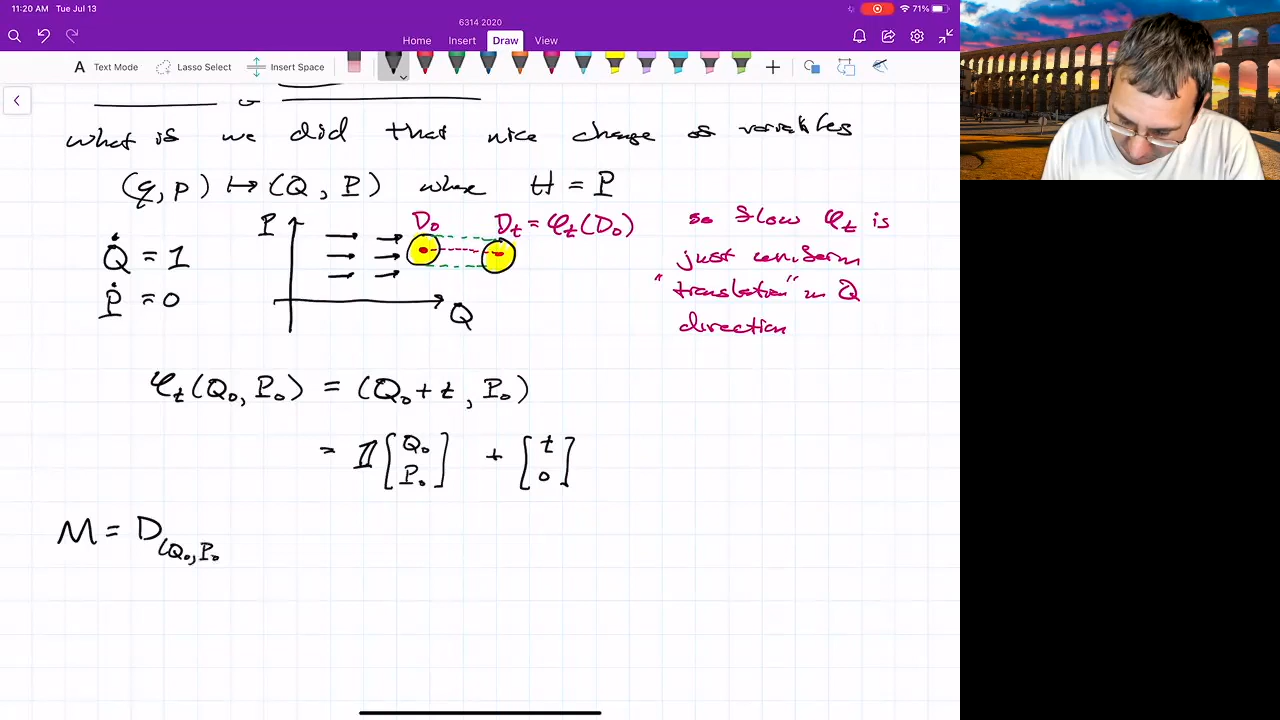 11:20 AM Tue Jul 13
71%
6314 2020
Home Insert Draw View
Text Mode Lasso Select Insert Space
what is we did that nice change of variables
(q, p) ↦ (Q, P) where H = P
Q̇ = 1
Ṗ = 0
P
D₀
Dₜ = φₜ(D₀)
Q
so flow φₜ is
just uniform
"translation" in Q
direction
φₜ(Q₀, P₀) = (Q₀ + t, P₀)
= 𝕀 [Q₀ P₀] + [t 0]
M = D(Q₀, P₀